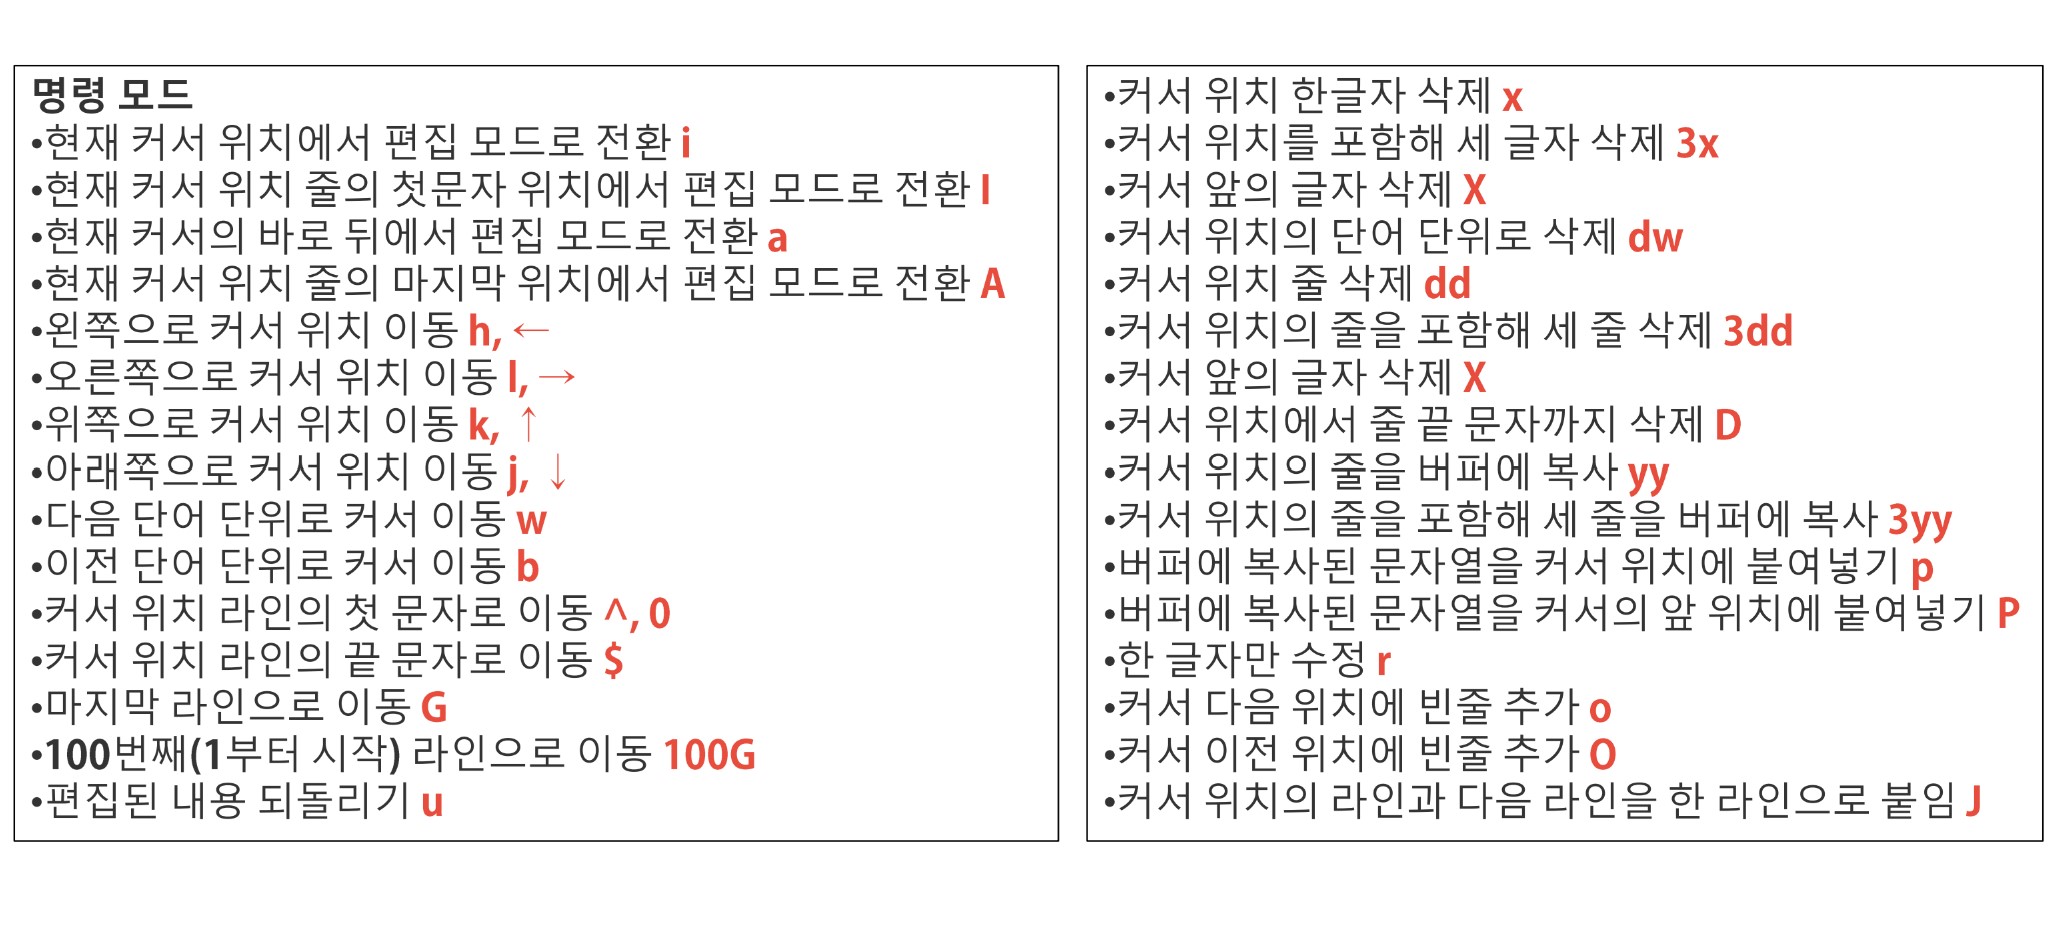 명령 모드
•현재 커서 위치에서 편집 모드로 전환 i
•현재 커서 위치 줄의 첫문자 위치에서 편집 모드로 전환 I
•현재 커서의 바로 뒤에서 편집 모드로 전환 a
•현재 커서 위치 줄의 마지막 위치에서 편집 모드로 전환 A
•왼쪽으로 커서 위치 이동 h, ←
•오른쪽으로 커서 위치 이동 l, →
•위쪽으로 커서 위치 이동 k, ↑
•아래쪽으로 커서 위치 이동 j, ↓
•다음 단어 단위로 커서 이동 w
•이전 단어 단위로 커서 이동 b
•커서 위치 라인의 첫 문자로 이동 ^, 0
•커서 위치 라인의 끝 문자로 이동 $
•마지막 라인으로 이동 G
•100번째(1부터 시작) 라인으로 이동 100G
•편집된 내용 되돌리기 u
•커서 위치 한글자 삭제 x
•커서 위치를 포함해 세 글자 삭제 3x
•커서 앞의 글자 삭제 X
•커서 위치의 단어 단위로 삭제 dw
•커서 위치 줄 삭제 dd
•커서 위치의 줄을 포함해 세 줄 삭제 3dd
•커서 앞의 글자 삭제 X
•커서 위치에서 줄 끝 문자까지 삭제 D
•커서 위치의 줄을 버퍼에 복사 yy
•커서 위치의 줄을 포함해 세 줄을 버퍼에 복사 3yy
•버퍼에 복사된 문자열을 커서 위치에 붙여넣기 p
•버퍼에 복사된 문자열을 커서의 앞 위치에 붙여넣기 P
•한 글자만 수정 r
•커서 다음 위치에 빈줄 추가 o
•커서 이전 위치에 빈줄 추가 O
•커서 위치의 라인과 다음 라인을 한 라인으로 붙임 J